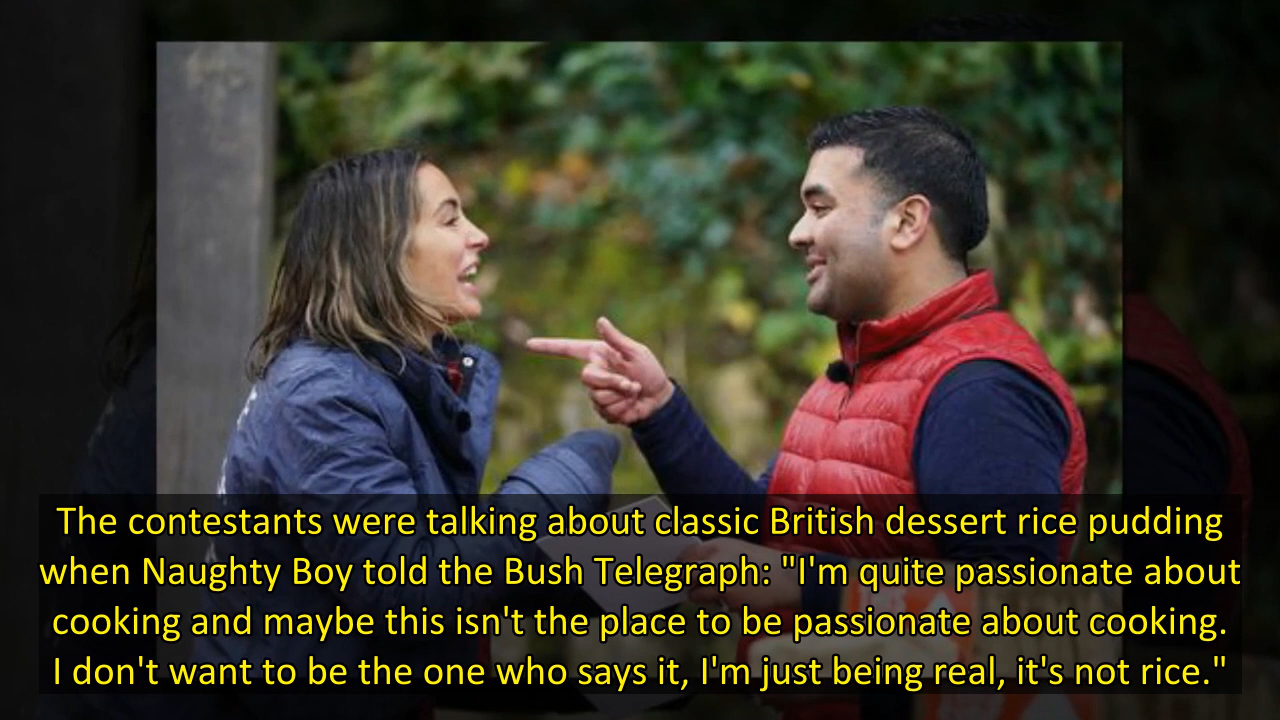 The contestants were talking about classic British dessert rice pudding
when Naughty Boy told the Bush Telegraph: "I'm quite passionate about
cooking and maybe this isn't the place to be passionate about cooking.
I don't want to be the one who says it, I'm just being real, it's not rice."